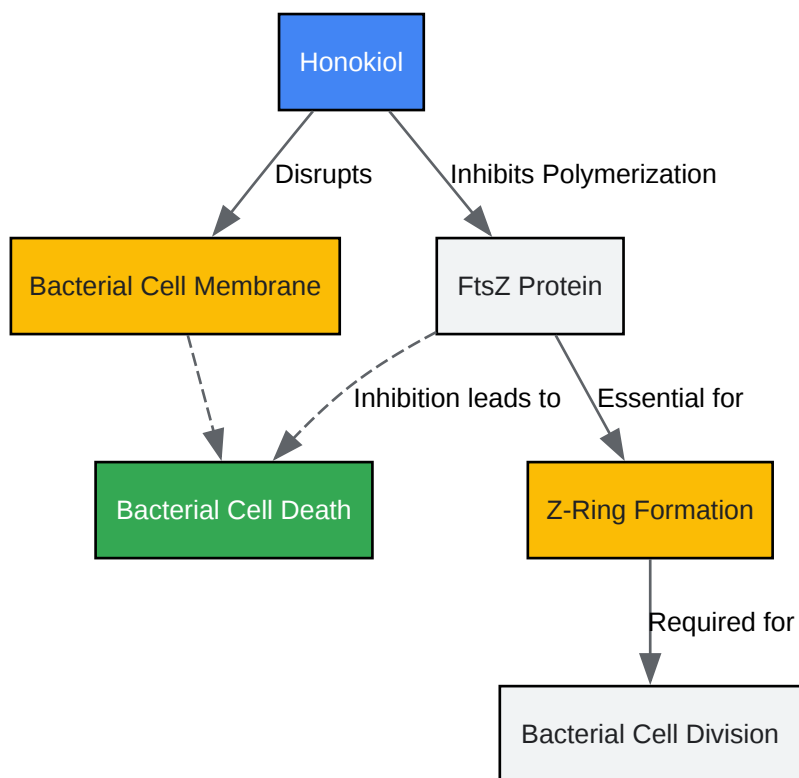 Honokiol
Disrupts
Inhibits Polymerization
Bacterial Cell Membrane
FtsZ Protein
Inhibition leads to
Essential for
Bacterial Cell Death
Z-Ring Formation
Required for
Bacterial Cell Division